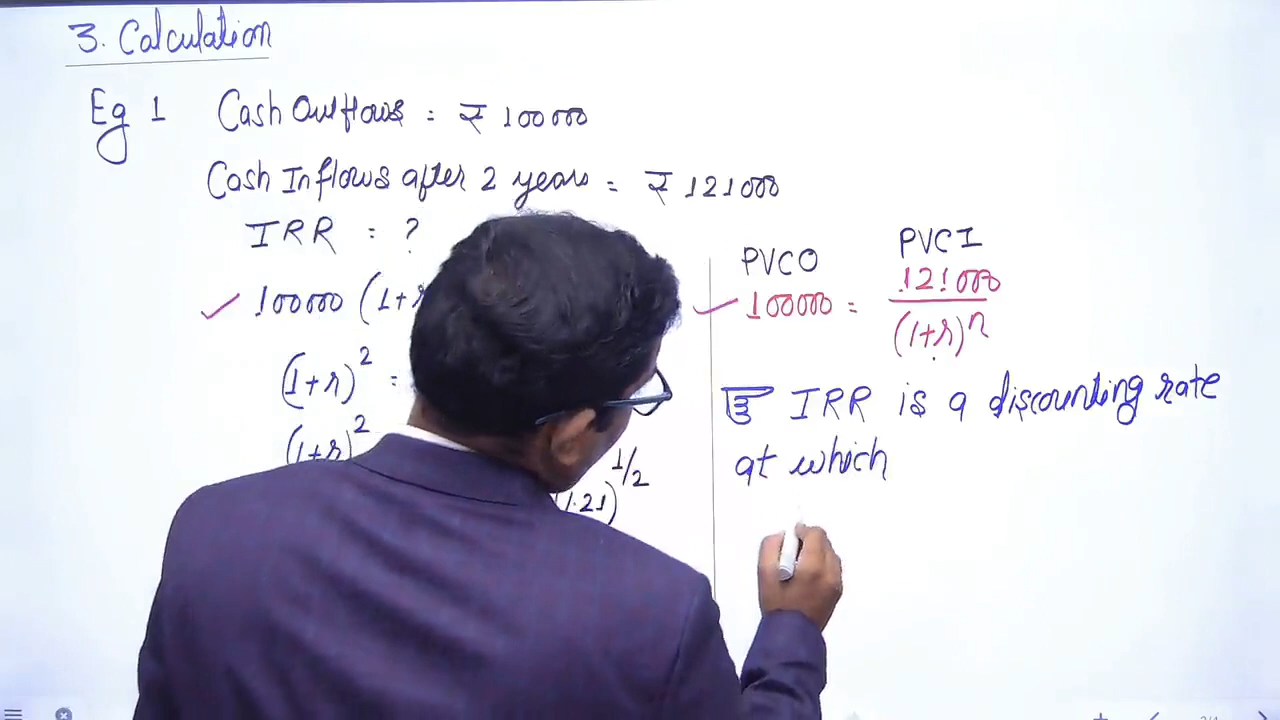 3. Calculation
Eg 1 Cash Outflows = ₹ 100000
Cash Inflows after 2 years = ₹ 121000
IRR = ?
100000 (1+r
(1+r)^2 =
(1+r)^2
(1.21)^1/2
PVCO PVCI
100000 = 121000
(1+r)^n
IRR is a discounting rate
at which